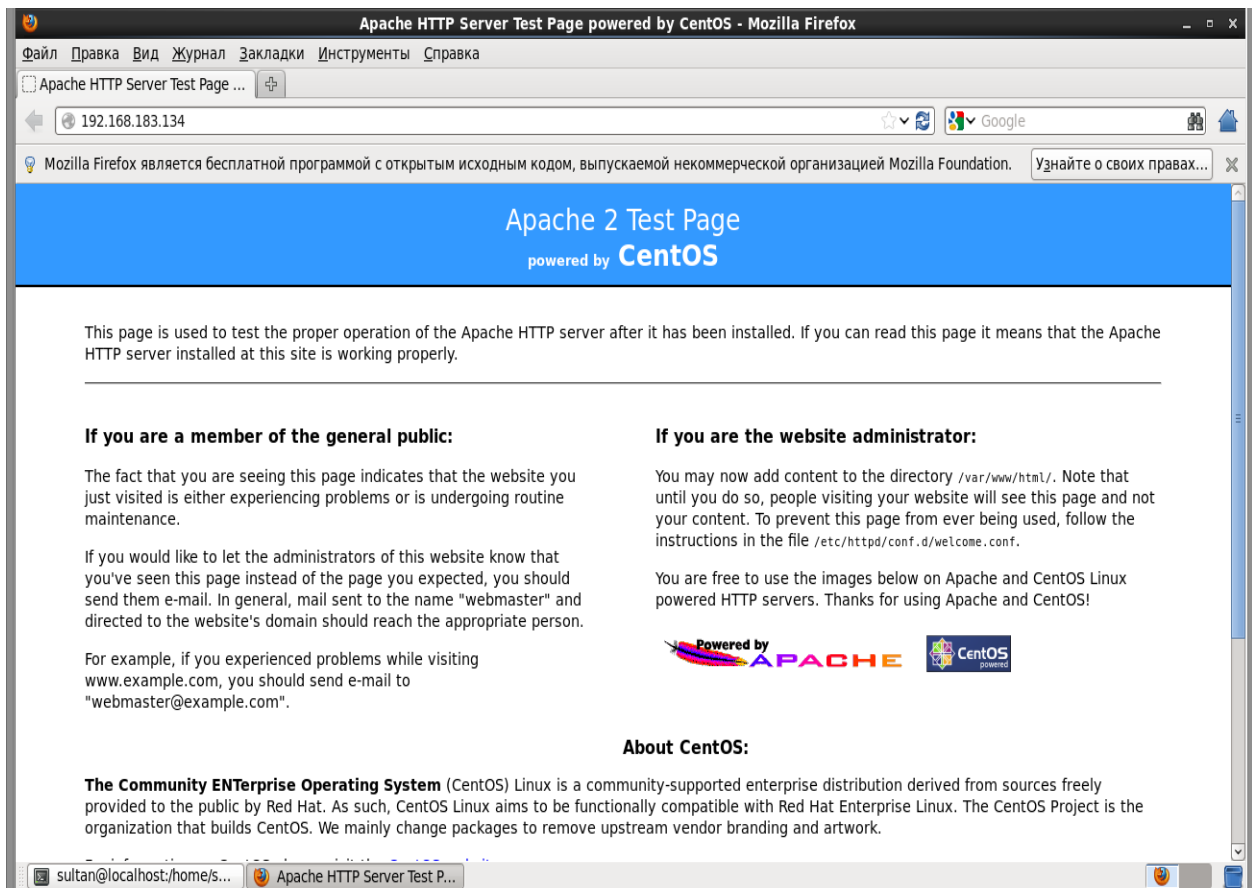 Apache HTTP Server Test Page powered by CentOS - Mozilla Firefox
Файл Правка Вид Журнал Закладки Инструменты Справка
Apache HTTP Server Test Page ...
192.168.183.134
Google
Mozilla Firefox является бесплатной программой с открытым исходным кодом, выпускаемой некоммерческой организацией Mozilla Foundation.
Узнайте о своих правах...
Apache 2 Test Page
powered by CentOS
This page is used to test the proper operation of the Apache HTTP server after it has been installed. If you can read this page it means that the Apache
HTTP server installed at this site is working properly.
If you are a member of the general public:
The fact that you are seeing this page indicates that the website you
just visited is either experiencing problems or is undergoing routine
maintenance.
If you would like to let the administrators of this website know that
you've seen this page instead of the page you expected, you should
send them e-mail. In general, mail sent to the name "webmaster" and
directed to the website's domain should reach the appropriate person.
For example, if you experienced problems while visiting
www.example.com, you should send e-mail to
"webmaster@example.com".
If you are the website administrator:
You may now add content to the directory /var/www/html/. Note that
until you do so, people visiting your website will see this page and not
your content. To prevent this page from ever being used, follow the
instructions in the file /etc/httpd/conf.d/welcome.conf.
You are free to use the images below on Apache and CentOS Linux
powered HTTP servers. Thanks for using Apache and CentOS!
Powered by
APACHE
CentOS
powered
About CentOS:
The Community ENTerprise Operating System (CentOS) Linux is a community-supported enterprise distribution derived from sources freely
provided to the public by Red Hat. As such, CentOS Linux aims to be functionally compatible with Red Hat Enterprise Linux. The CentOS Project is the
organization that builds CentOS. We mainly change packages to remove upstream vendor branding and artwork.
sultan@localhost:/home/s...
Apache HTTP Server Test P...